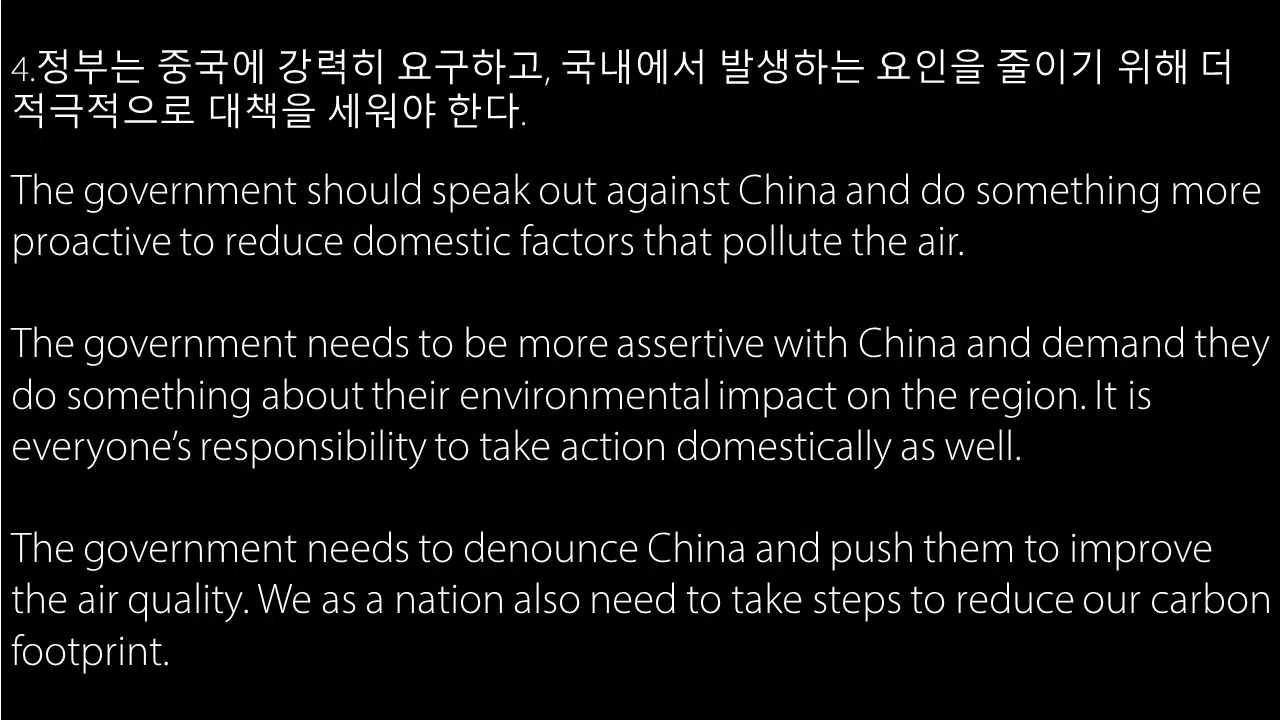 4.정부는 중국에 강력히 요구하고, 국내에서 발생하는 요인을 줄이기 위해 더
적극적으로 대책을 세워야 한다.
The government should speak out against China and do something more
proactive to reduce domestic factors that pollute the air.
The government needs to be more assertive with China and demand they
do something about their environmental impact on the region. It is
everyone’s responsibility to take action domestically as well.
The government needs to denounce China and push them to improve
the air quality. We as a nation also need to take steps to reduce our carbon
footprint.